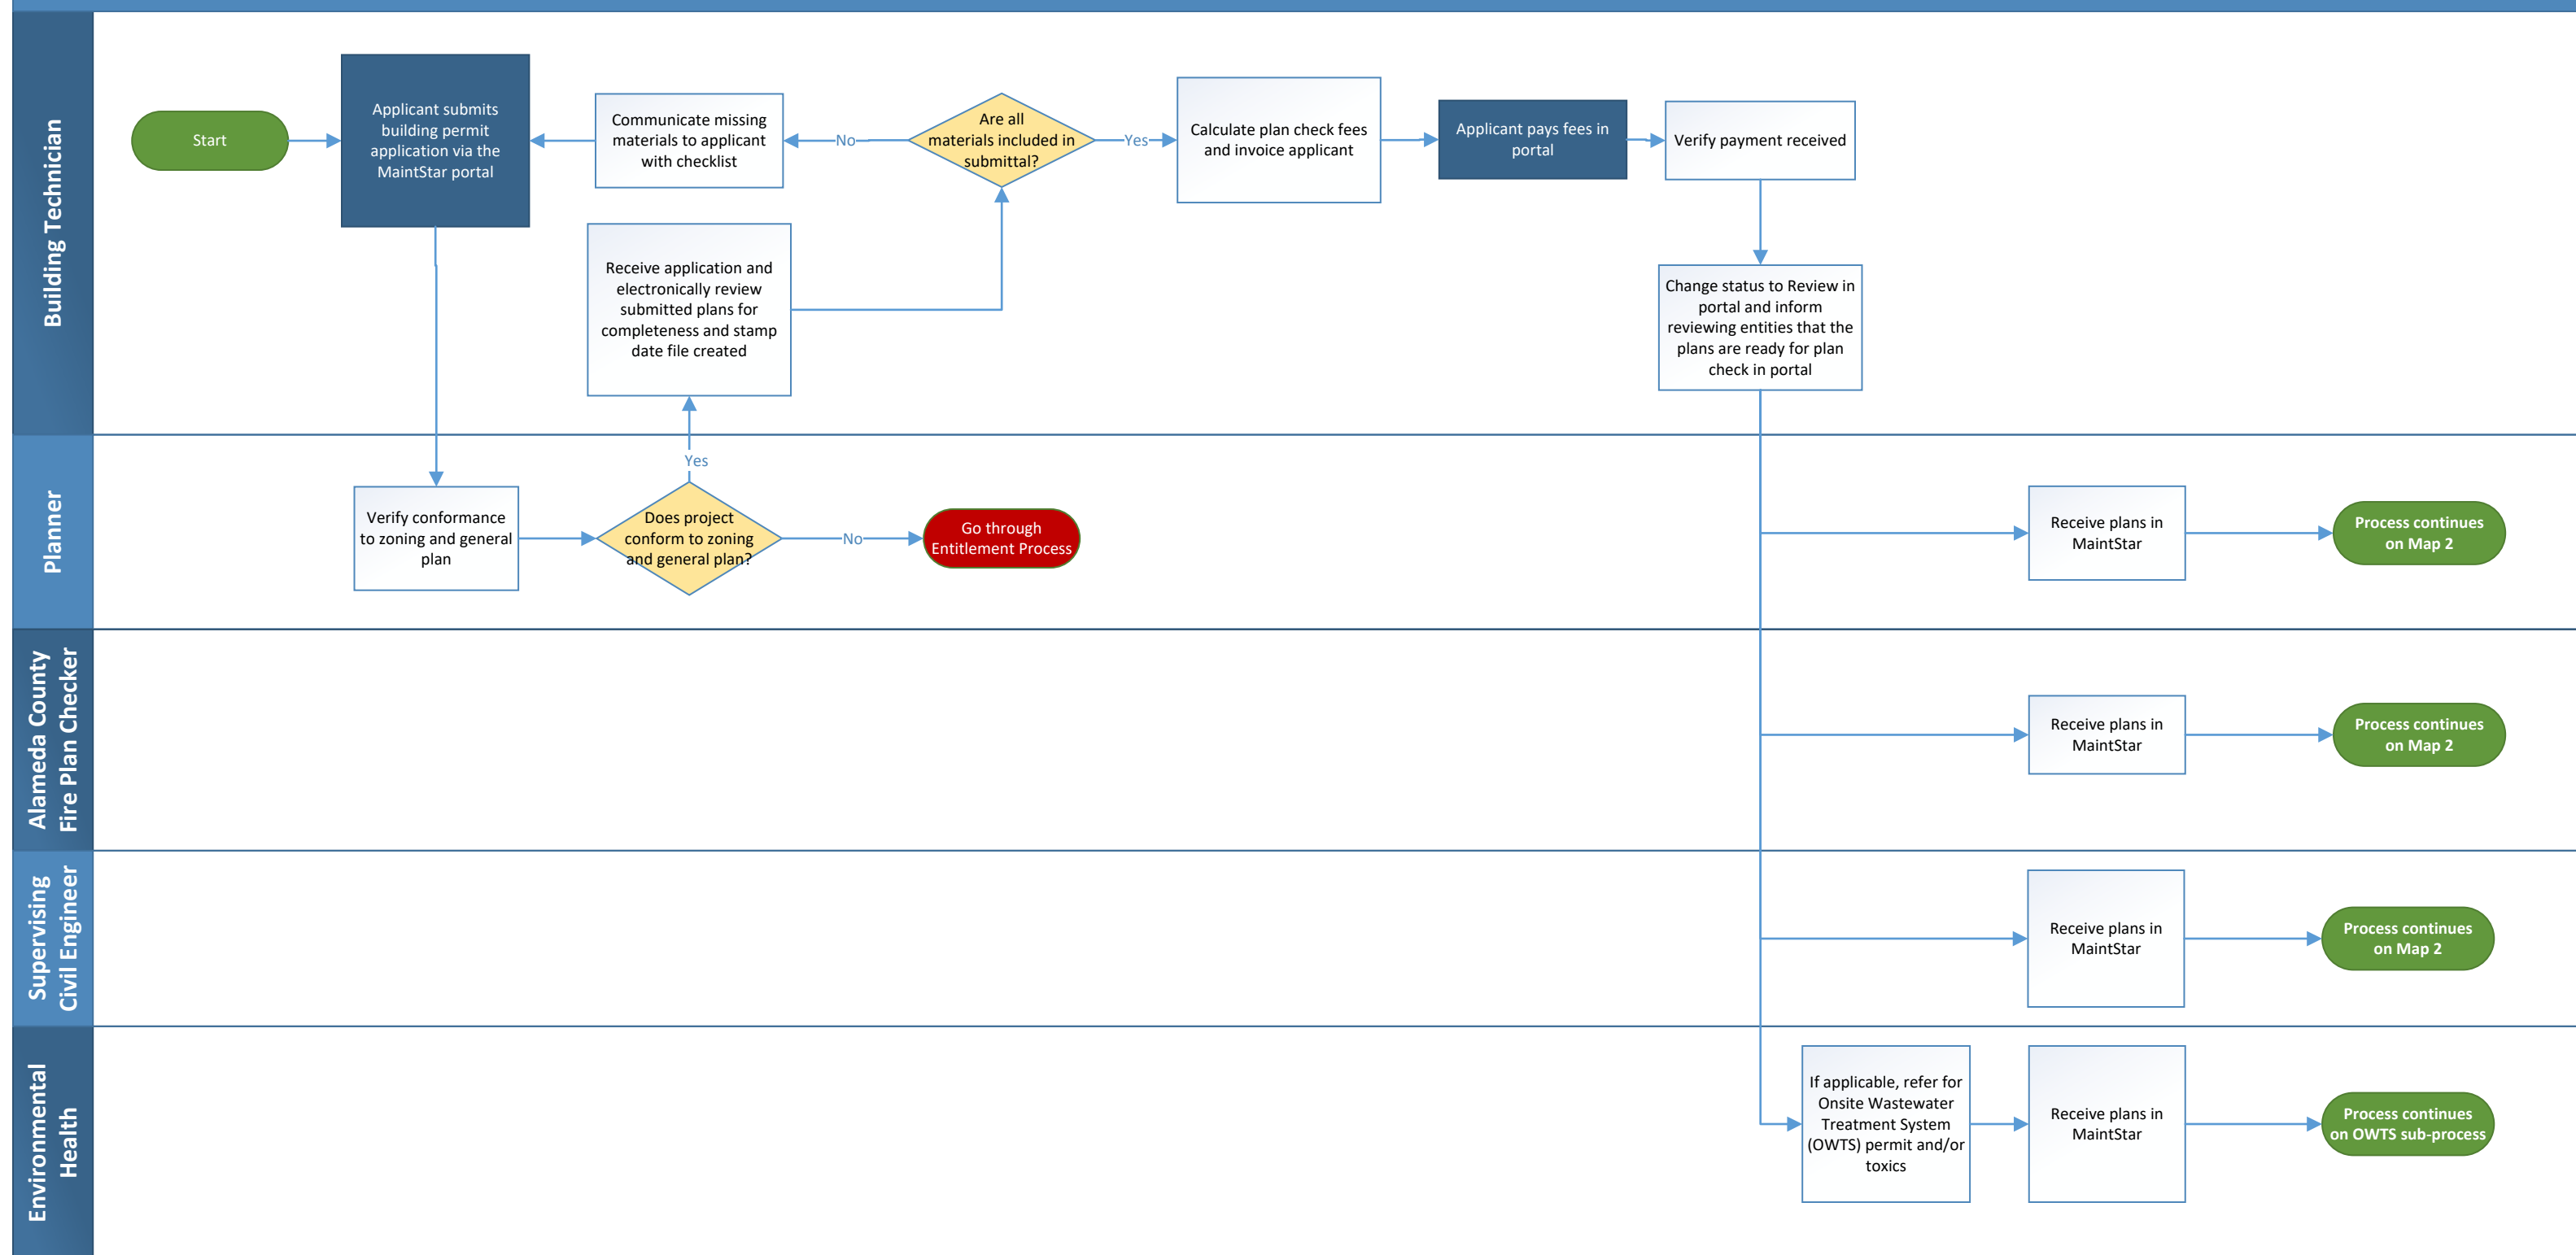 Building Technician
Start
Applicant submits
building permit
application via the
MaintStar portal
Communicate missing
materials to applicant
with checklist
No
Are all
materials included in
submittal?
Yes
Calculate plan check fees
and invoice applicant
Applicant pays fees in
portal
Verify payment received
Receive application and
electronically review
submitted plans for
completeness and stamp
date file created
Change status to Review in
portal and inform
reviewing entities that the
plans are ready for plan
check in portal
Planner
Verify conformance
to zoning and general
plan
Yes
Does project
conform to zoning
and general plan?
No
Go through
Entitlement Process
Receive plans in
MaintStar
Process continues
on Map 2
Alameda County
Fire Plan Checker
Receive plans in
MaintStar
Process continues
on Map 2
Supervising
Civil Engineer
Receive plans in
MaintStar
Process continues
on Map 2
Environmental
Health
If applicable, refer for
Onsite Wastewater
Treatment System
(OWTS) permit and/or
toxics
Receive plans in
MaintStar
Process continues
on OWTS sub-process